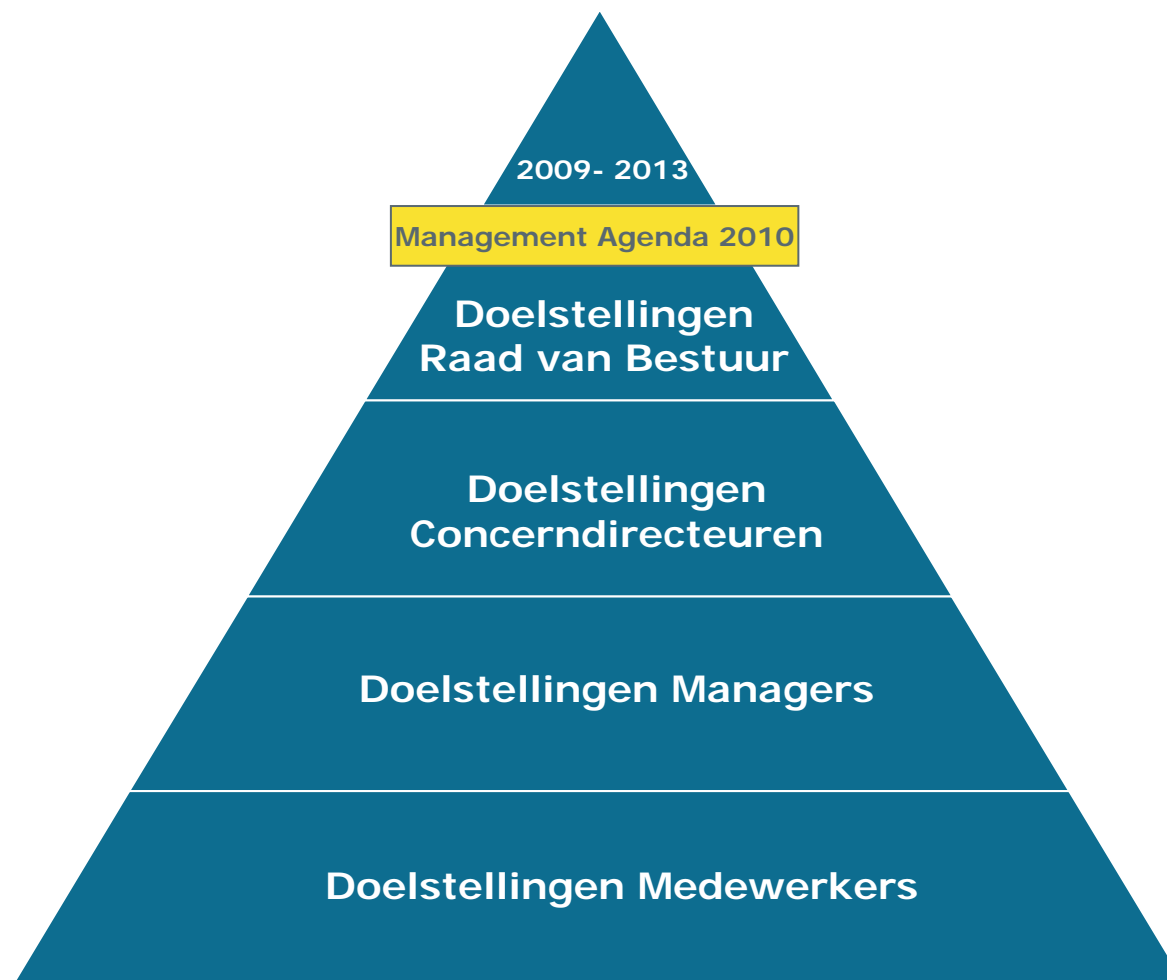 2009- 2013
Management Agenda 2010
Doelstellingen
Raad van Bestuur
Doelstellingen
Concerndirecteuren
Doelstellingen Managers
Doelstellingen Medewerkers